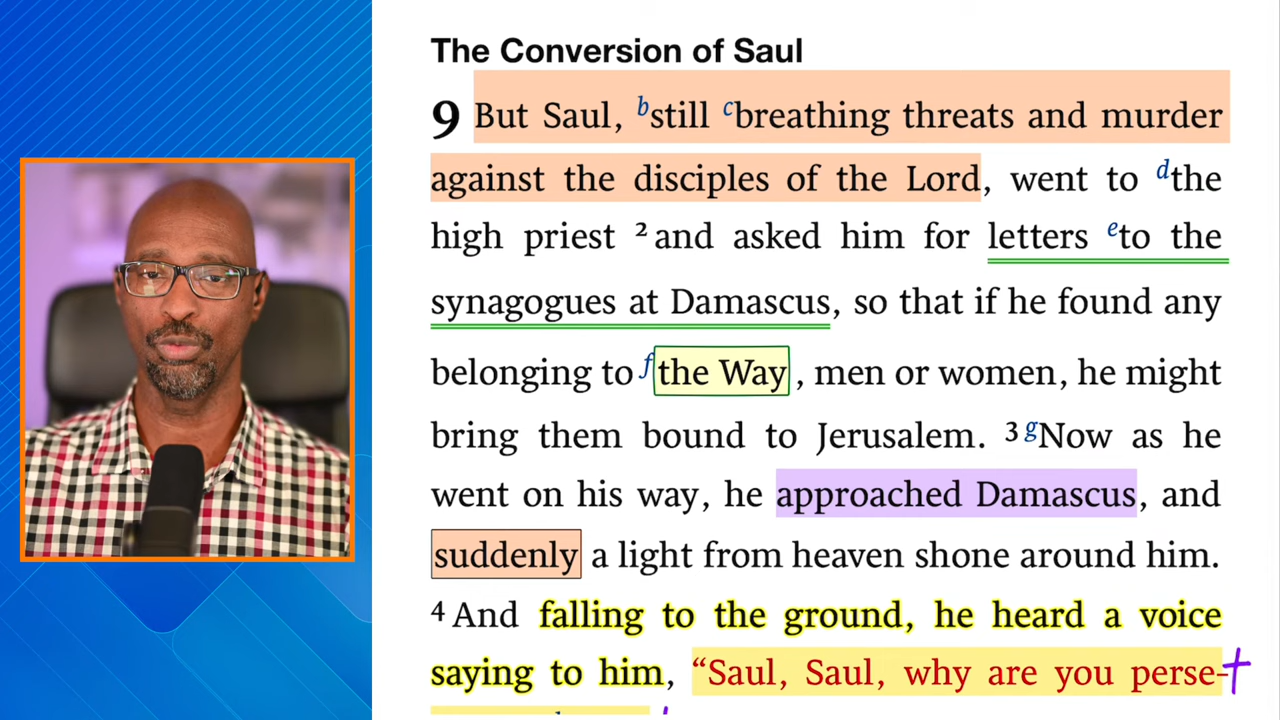 The Conversion of Saul
9 But Saul, b still c breathing threats and murder
against the disciples of the Lord, went to d the
high priest 2 and asked him for letters e to the
synagogues at Damascus, so that if he found any
belonging to f the Way, men or women, he might
bring them bound to Jerusalem. 3 g Now as he
went on his way, he approached Damascus, and
suddenly a light from heaven shone around him.
4 And falling to the ground, he heard a voice
saying to him, “Saul, Saul, why are you perse-